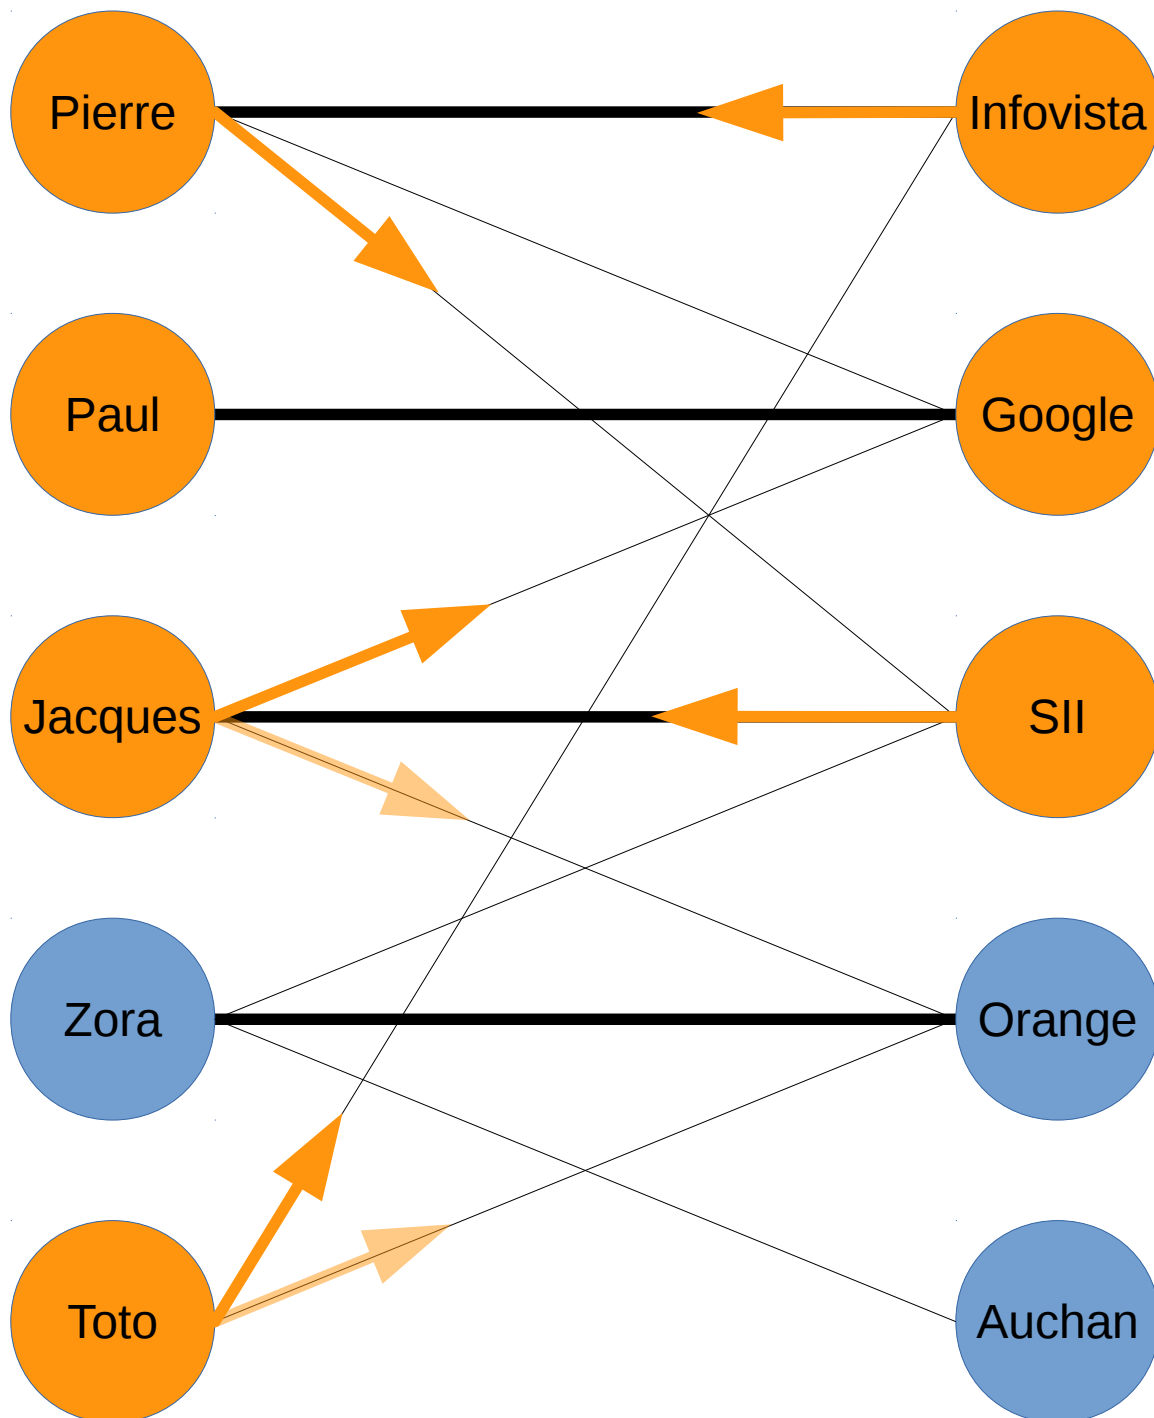 Pierre
Infovista
Paul
Google
Jacques
SII
Zora
Orange
Toto
Auchan